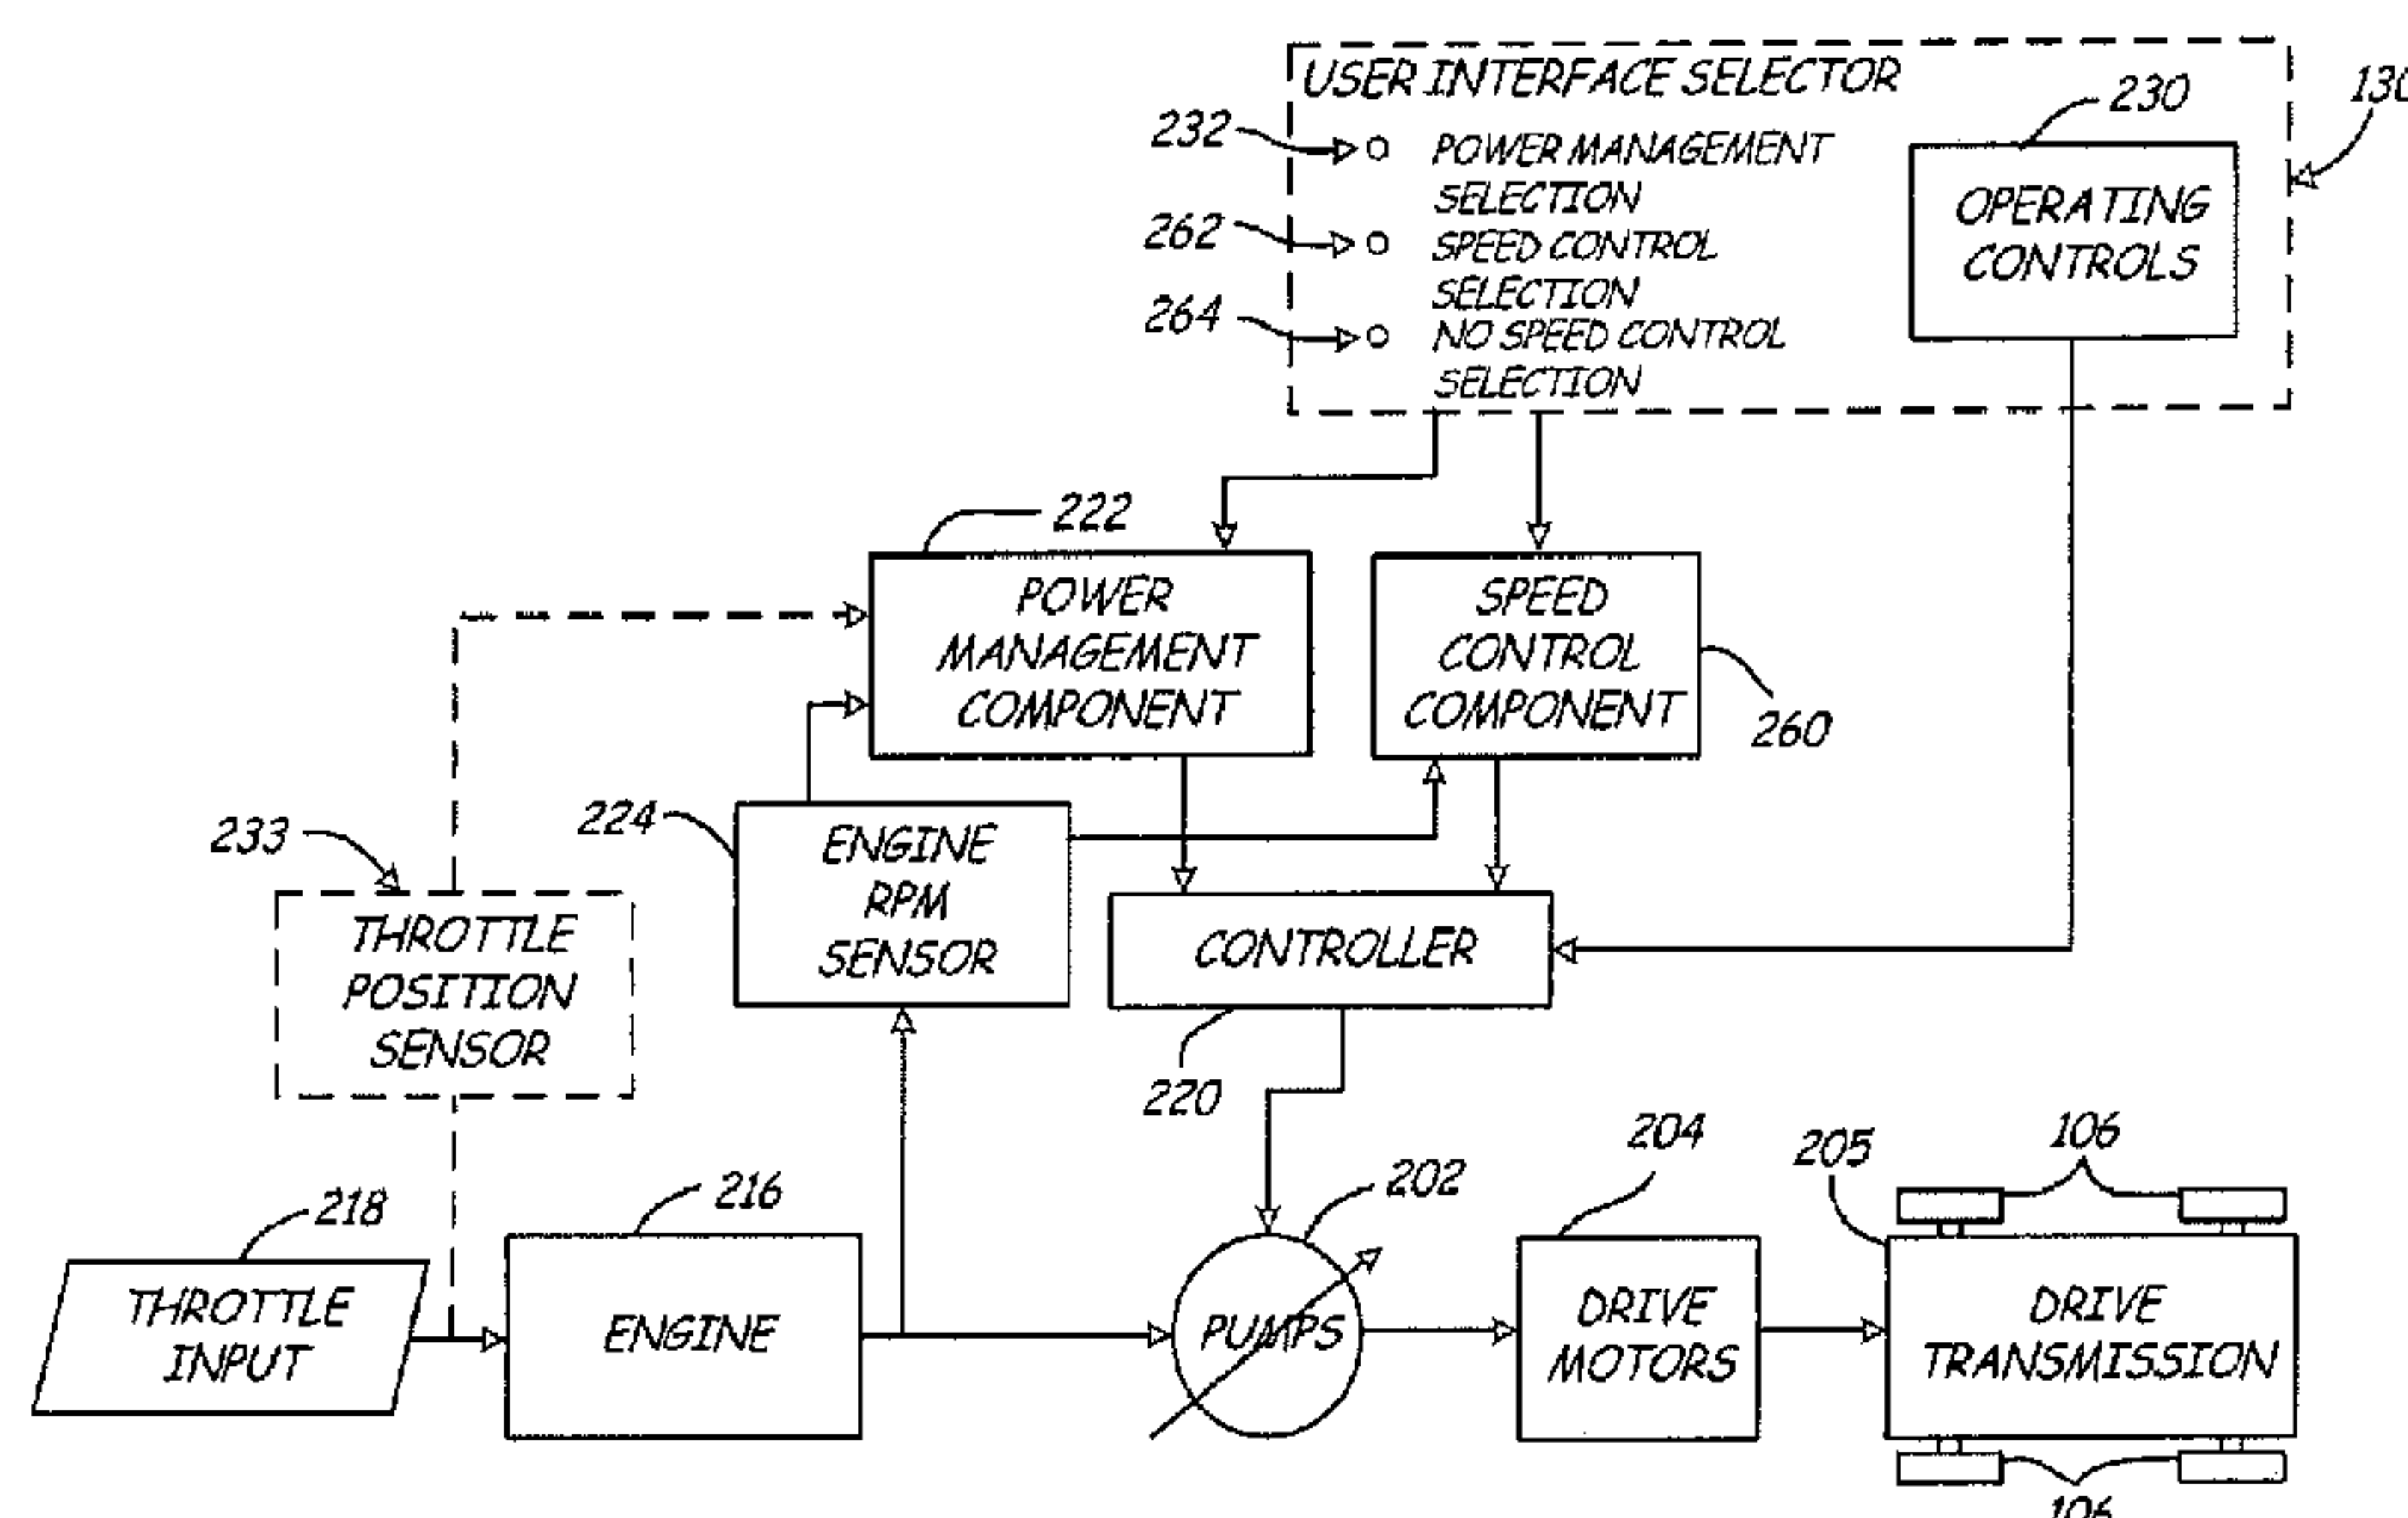 USER INTERFACE SELECTOR
130
232
POWER MANAGEMENT
SELECTION
262
SPEED CONTROL
SELECTION
264
NO SPEED CONTROL
SELECTION
230
OPERATING
CONTROLS
222
POWER
MANAGEMENT
COMPONENT
SPEED
CONTROL
COMPONENT
260
233
THROTTLE
POSITION
SENSOR
224
ENGINE
RPM
SENSOR
CONTROLLER
220
218
THROTTLE
INPUT
216
ENGINE
202
PUMPS
204
DRIVE
MOTORS
205
106
DRIVE
TRANSMISSION
106